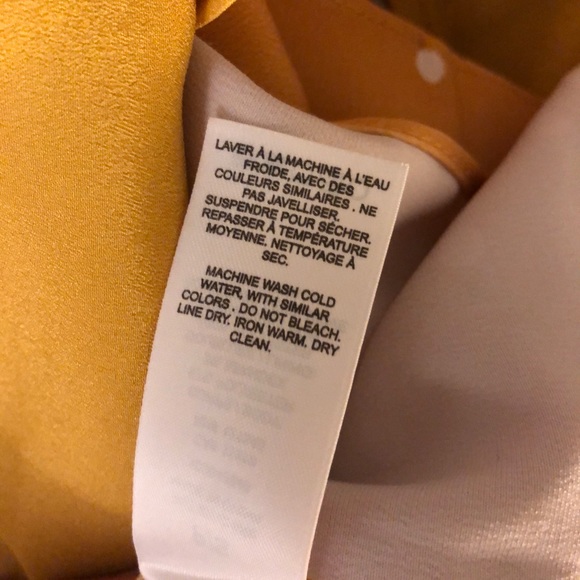 LAVER À LA MACHINE À L'EAU
FROIDE, AVEC DES
COULEURS SIMILAIRES . NE
PAS JAVELLISER.
SUSPENDRE POUR SÉCHER.
REPASSER À TEMPÉRATURE
MOYENNE. NETTOYAGE À
SEC.
MACHINE WASH COLD
WATER, WITH SIMILAR
COLORS . DO NOT BLEACH.
LINE DRY. IRON WARM. DRY
CLEAN.